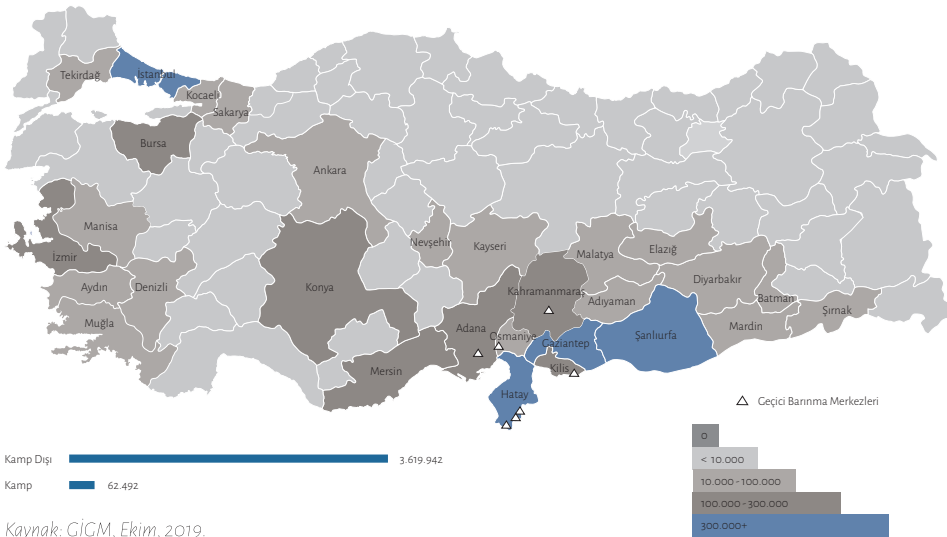 Tekirdağ
İstanbul
Kocaeli
Sakarya
Bursa
Ankara
Manisa
Nevşehir
Kayseri
Malatya
Elazığ
İzmir
Aydın
Denizli
Konya
Kahramanmaraş
Adıyaman
Diyarbakır
Batman
Şırnak
Muğla
Adana
Osmaniye
Gaziantep
Şanlıurfa
Mardin
Mersin
Kilis
Hatay
Geçici Barınma Merkezleri
Kamp Dışı 3.619.942
Kamp 62.492
0
< 10.000
10.000 - 100.000
100.000 - 300.000
300.000+
Kaynak: GİGM, Ekim, 2019.